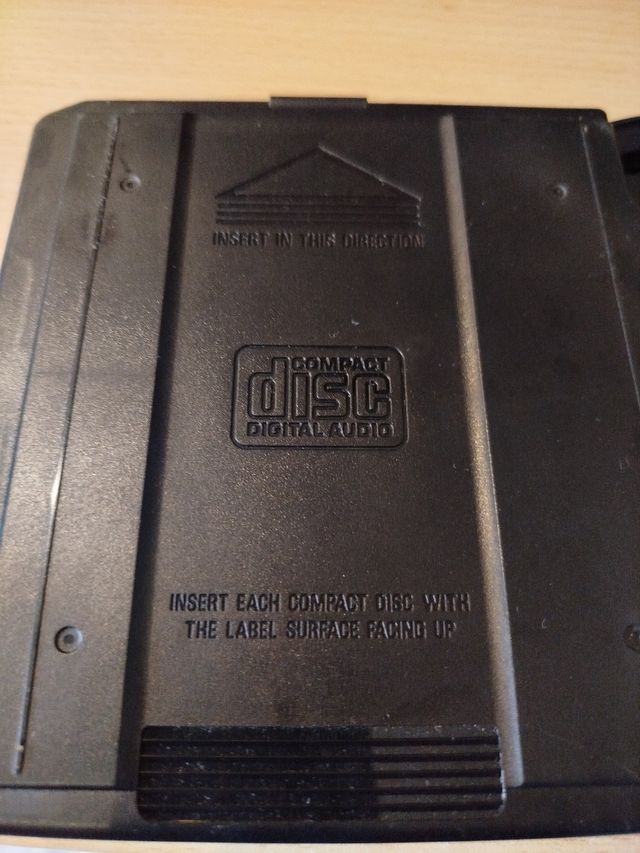 INSERT IN THIS DIRECTION
COMPACT
disc
DIGITAL AUDIO
INSERT EACH COMPACT DISC WITH
THE LABEL SURFACE FACING UP